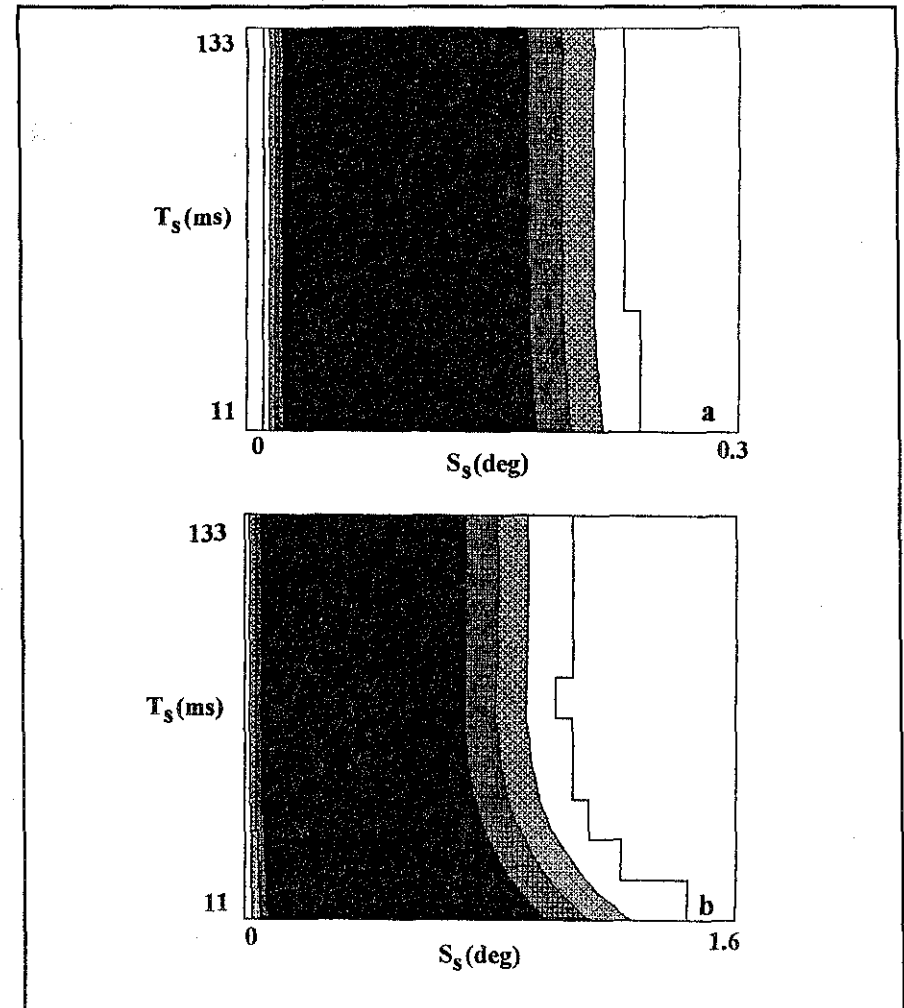 133
T_s(ms)
11
a
0
0.3
S_s(deg)
133
T_s(ms)
11
b
0
1.6
S_s(deg)